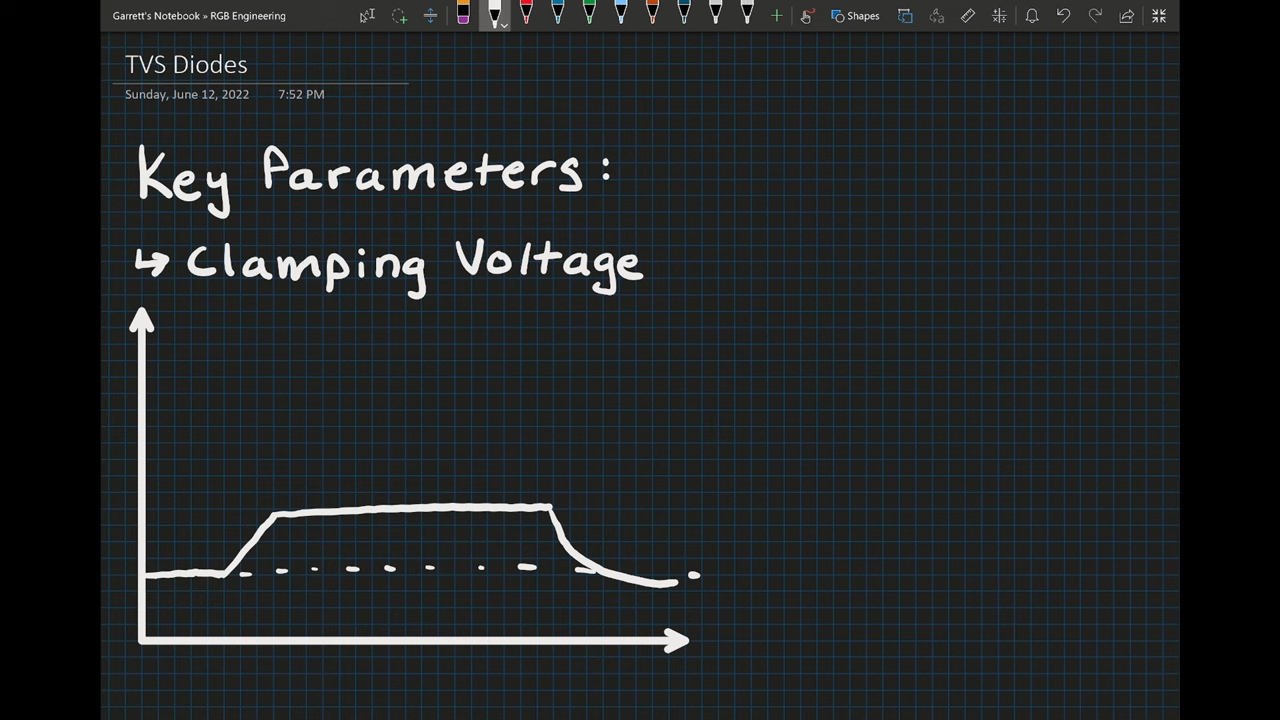 Garrett's Notebook » RGB Engineering
Shapes
TVS Diodes
Sunday, June 12, 2022 7:52 PM
Key Parameters:
↳ Clamping Voltage